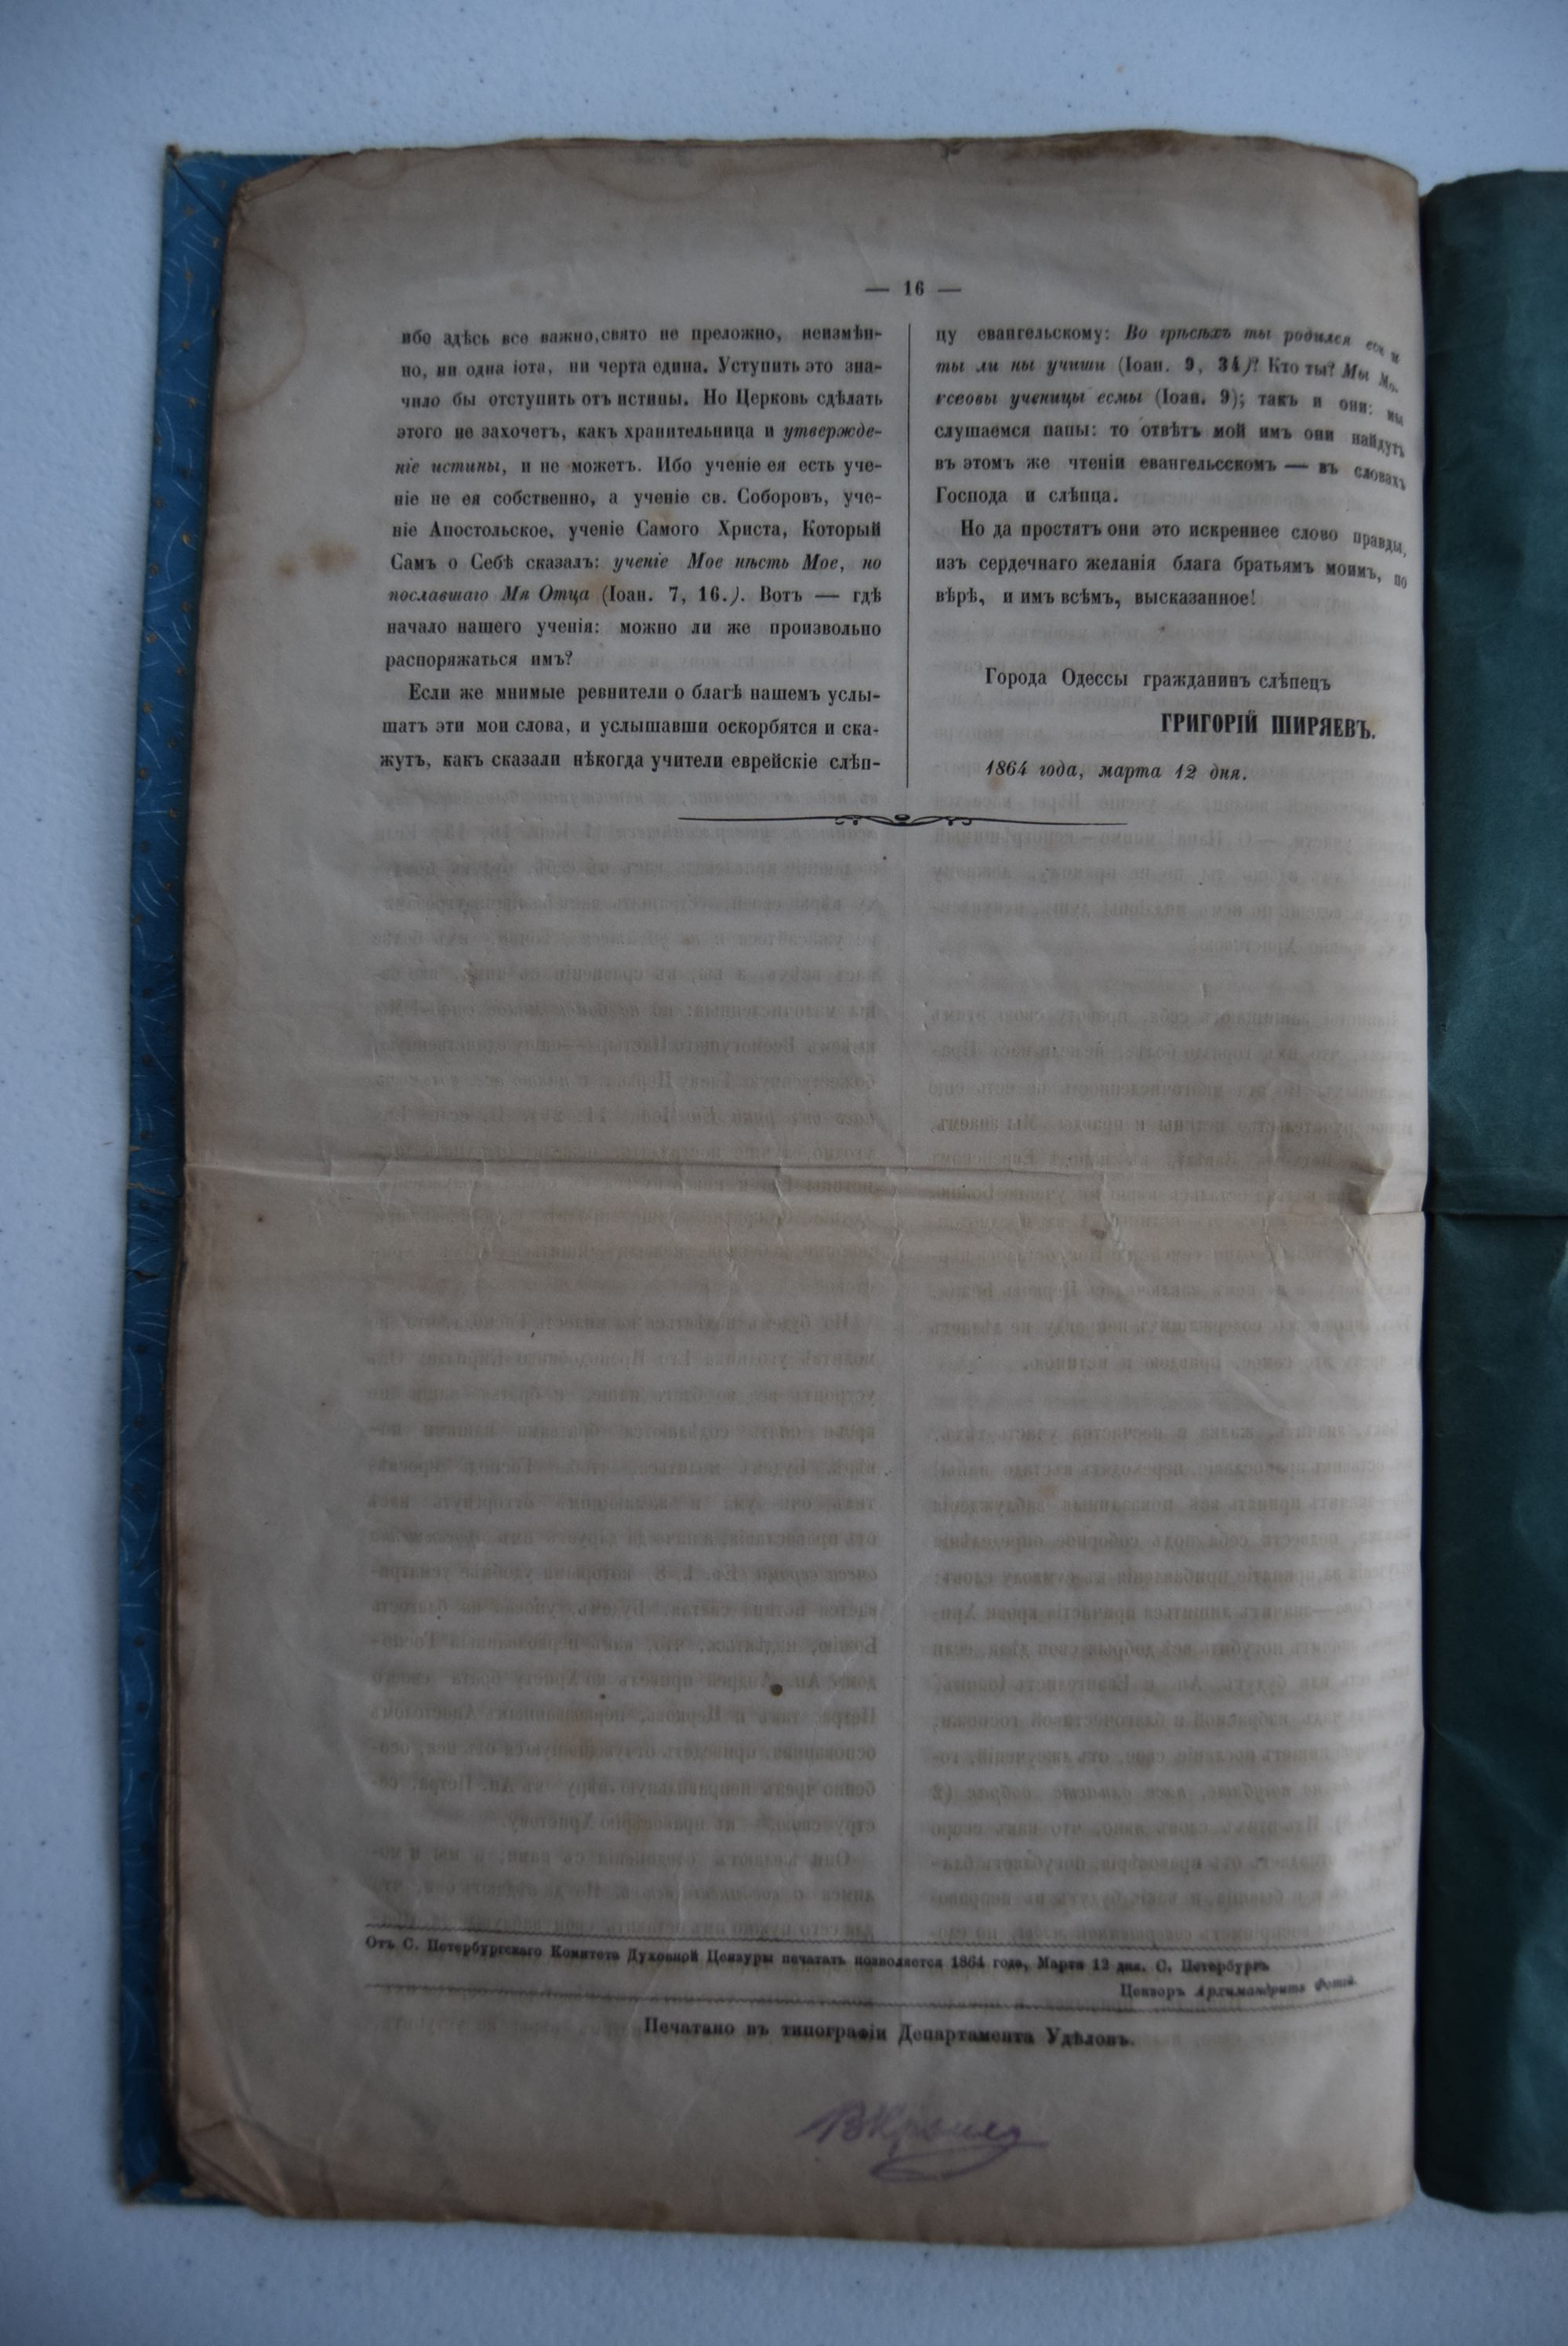 — 16 —
ибо здѣсь все важно, свято не преложно, неизмѣн-
но, ни одна іота, ни черта едина. Уступить это зна-
чило бы отступить отъ истины. Но Церковь сдѣлать
этого не захочетъ, какъ хранительница и утвержде-
ніе истины, и не можетъ. Ибо ученіе ея есть уче-
ніе не ея собственно, а ученіе св. Соборовъ, уче-
ніе Апостольское, ученіе Самого Христа, Который
Самъ о Себѣ сказалъ: ученіе Мое нѣсть Мое, но
пославшаго Мя Отца (Іоан. 7, 16.). Вотъ — гдѣ
начало нашего ученія: можно ли же произвольно
распоряжаться имъ?
Если же мнимые ревнители о благѣ нашемъ услы-
шатъ эти мои слова, и услышавши оскорбятся и ска-
жутъ, какъ сказали нѣкогда учители еврейскіе слѣп-
цу евангельскому: Во грѣсѣхъ ты родился еси и
ты ли ны учиши (Іоан. 9, 34)? Кто ты? Мы Мо-
ѵсеовы ученицы есмы (Іоан. 9); такъ и они: мы
слушаемся папы: то отвѣтъ мой имъ они найдутъ
въ этомъ же чтеніи евангельсскомъ — въ словахъ
Господа и слѣпца.
Но да простятъ они это искреннее слово правды,
изъ сердечнаго желанія блага братьямъ моимъ, по
вѣрѣ, и имъ всѣмъ, высказанное!
Города Одессы гражданинъ слѣпецъ
ГРИГОРІЙ ШИРЯЕВЪ.
1864 года, марта 12 дня.
Отъ С. Петербургскаго Комитета Духовной Цензуры печатать позволяется 1864 года, Марта 12 дня. С. Петербургъ
Цензоръ Архимандритъ Фотій.
Печатано въ типографіи Департамента Удѣловъ.